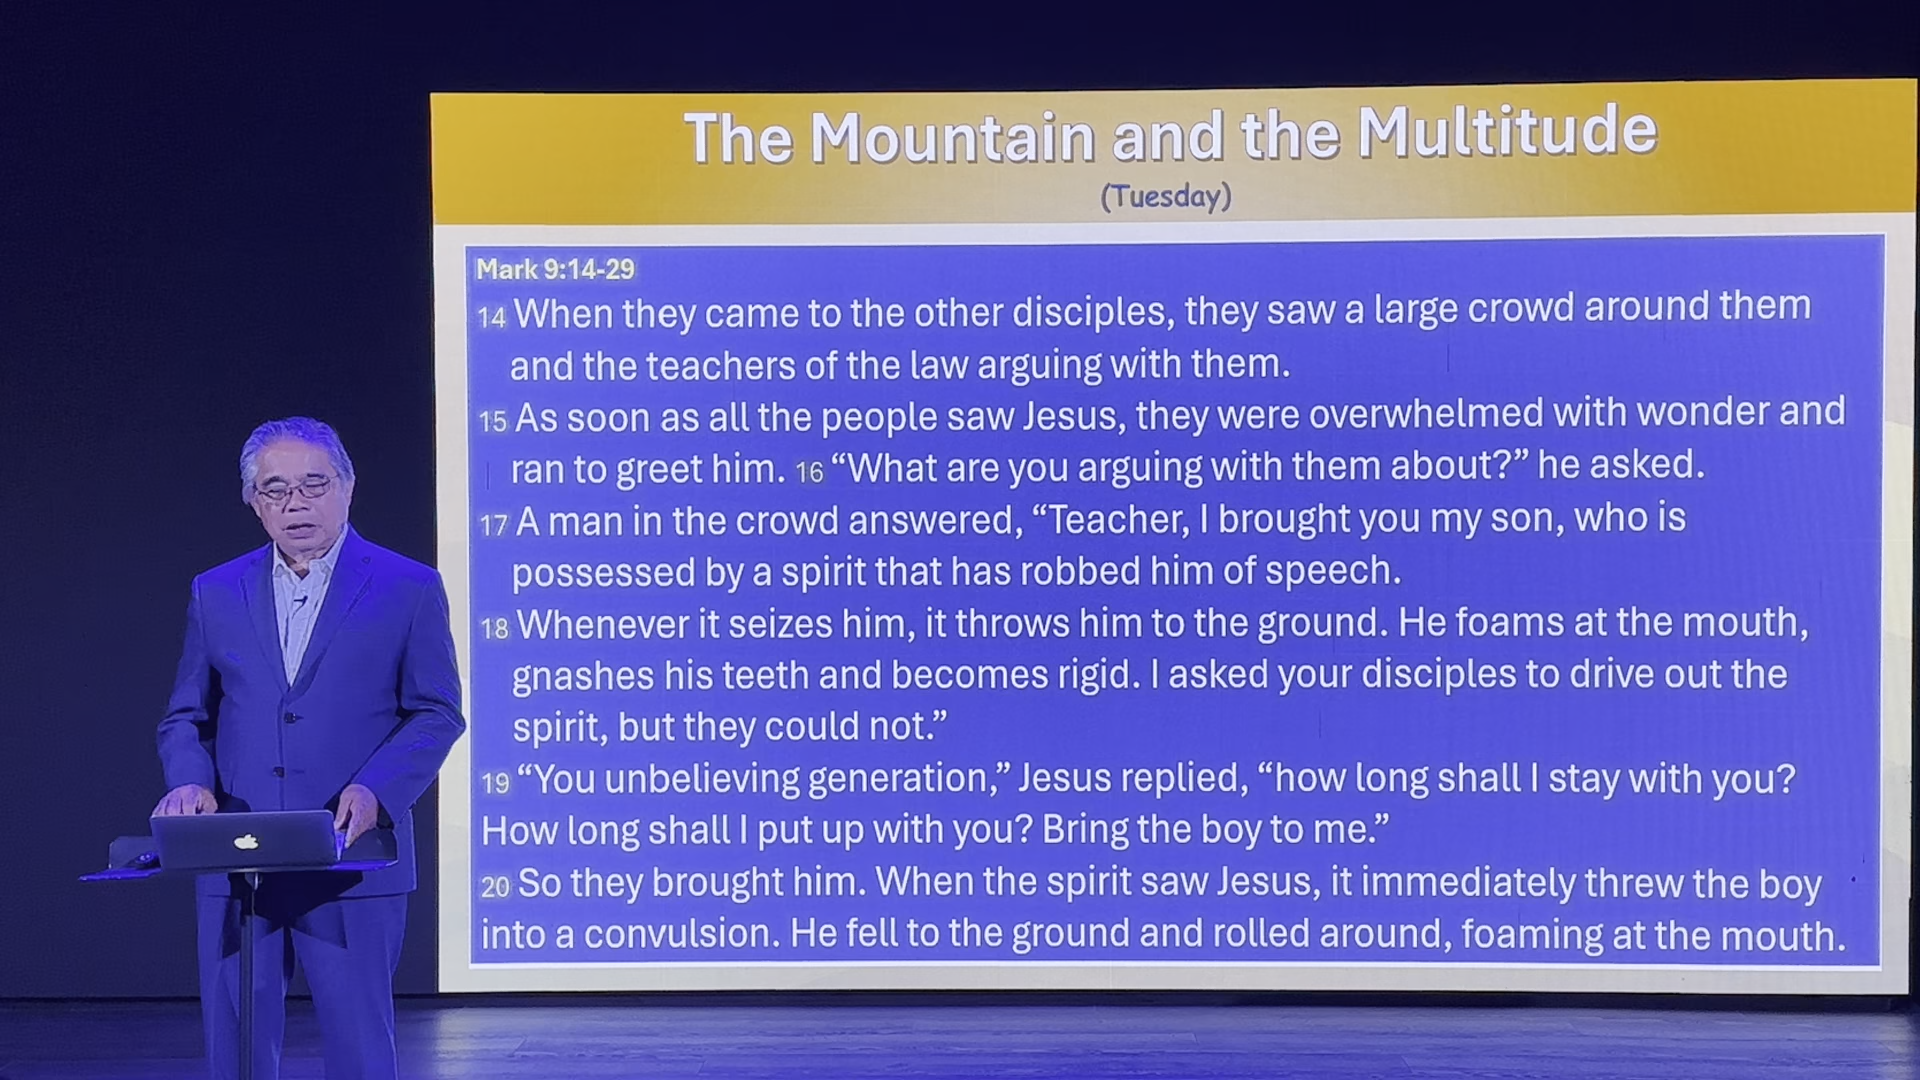 The Mountain and the Multitude
(Tuesday)
Mark 9:14-29
14 When they came to the other disciples, they saw a large crowd around them
and the teachers of the law arguing with them.
15 As soon as all the people saw Jesus, they were overwhelmed with wonder and
ran to greet him. 16 “What are you arguing with them about?” he asked.
17 A man in the crowd answered, “Teacher, I brought you my son, who is
possessed by a spirit that has robbed him of speech.
18 Whenever it seizes him, it throws him to the ground. He foams at the mouth,
gnashes his teeth and becomes rigid. I asked your disciples to drive out the
spirit, but they could not.”
19 “You unbelieving generation,” Jesus replied, “how long shall I stay with you?
How long shall I put up with you? Bring the boy to me.”
20 So they brought him. When the spirit saw Jesus, it immediately threw the boy
into a convulsion. He fell to the ground and rolled around, foaming at the mouth.